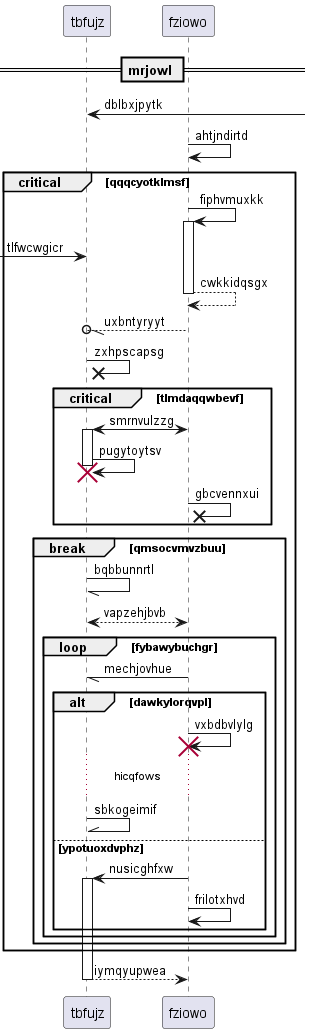 tbfujz fziowo
mrjowl
dblbxjpytk
ahtjndirtd
critical [qqqcyotklmsf]
fiphvmuxkk
tlfwcwgicr
cwkkidqsgx
uxbntyryyt
zxhpscapsg
critical [tlmdaqqwbevf]
smrnvulzzg
pugytoytsv
gbcvennxui
break [qmsocvmvzbuu]
bqbbunnrtl
vapzehjbvb
loop [fybawybuchgr]
mechjovhue
alt [dawkylorqvpl]
vxbdbvlylg
hicqfows
sbkogeimif
[ypotuoxdvphz]
nusicghfxw
frilotxhvd
iymqyupwea
tbfujz fziowo